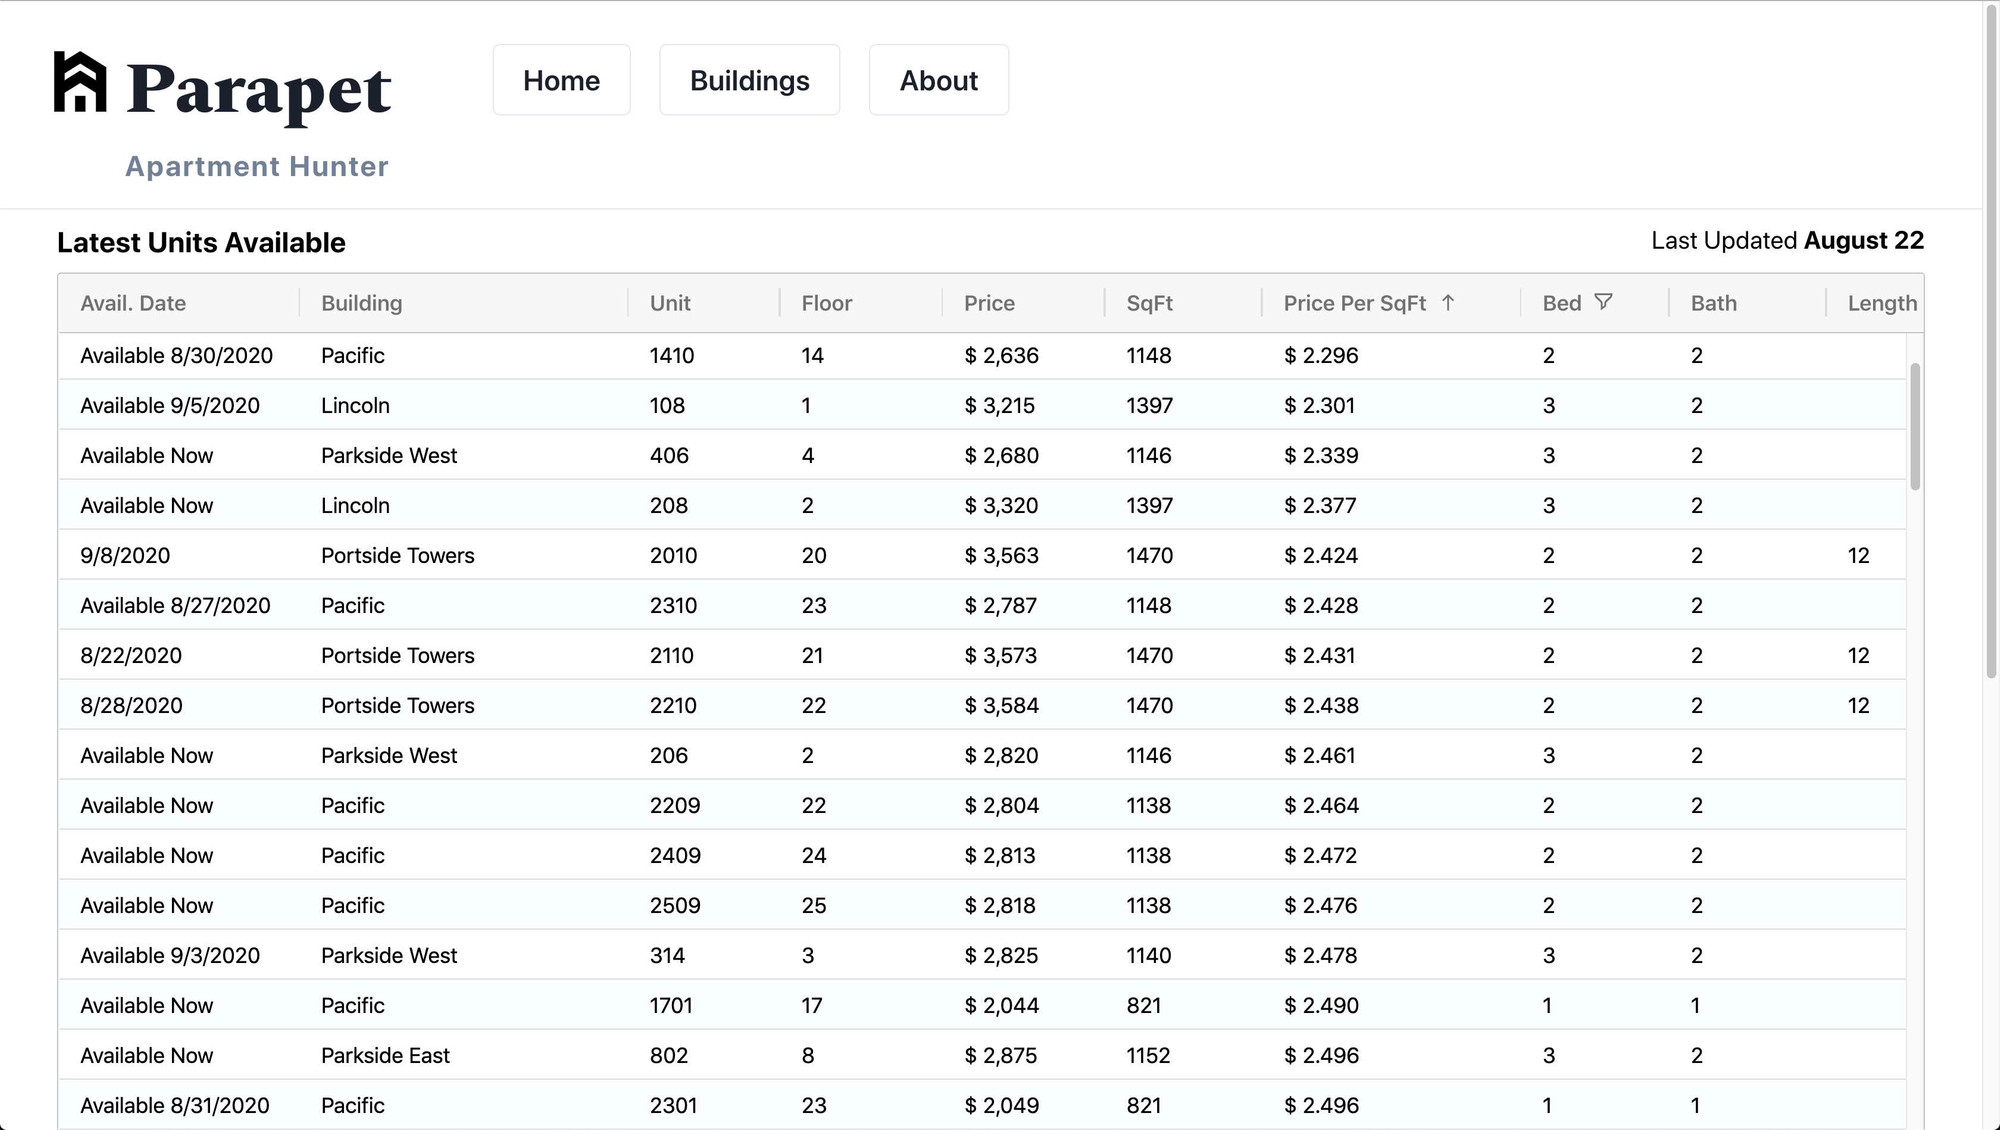 Parapet
Home Buildings About
Apartment Hunter
Latest Units Available Last Updated August 22
Avail. Date Building Unit Floor Price SqFt Price Per SqFt ↑ Bed Bath Length
Available 8/30/2020 Pacific 1410 14 $ 2,636 1148 $ 2.296 2 2
Available 9/5/2020 Lincoln 108 1 $ 3,215 1397 $ 2.301 3 2
Available Now Parkside West 406 4 $ 2,680 1146 $ 2.339 3 2
Available Now Lincoln 208 2 $ 3,320 1397 $ 2.377 3 2
9/8/2020 Portside Towers 2010 20 $ 3,563 1470 $ 2.424 2 2 12
Available 8/27/2020 Pacific 2310 23 $ 2,787 1148 $ 2.428 2 2
8/22/2020 Portside Towers 2110 21 $ 3,573 1470 $ 2.431 2 2 12
8/28/2020 Portside Towers 2210 22 $ 3,584 1470 $ 2.438 2 2 12
Available Now Parkside West 206 2 $ 2,820 1146 $ 2.461 3 2
Available Now Pacific 2209 22 $ 2,804 1138 $ 2.464 2 2
Available Now Pacific 2409 24 $ 2,813 1138 $ 2.472 2 2
Available Now Pacific 2509 25 $ 2,818 1138 $ 2.476 2 2
Available 9/3/2020 Parkside West 314 3 $ 2,825 1140 $ 2.478 3 2
Available Now Pacific 1701 17 $ 2,044 821 $ 2.490 1 1
Available Now Parkside East 802 8 $ 2,875 1152 $ 2.496 3 2
Available 8/31/2020 Pacific 2301 23 $ 2,049 821 $ 2.496 1 1